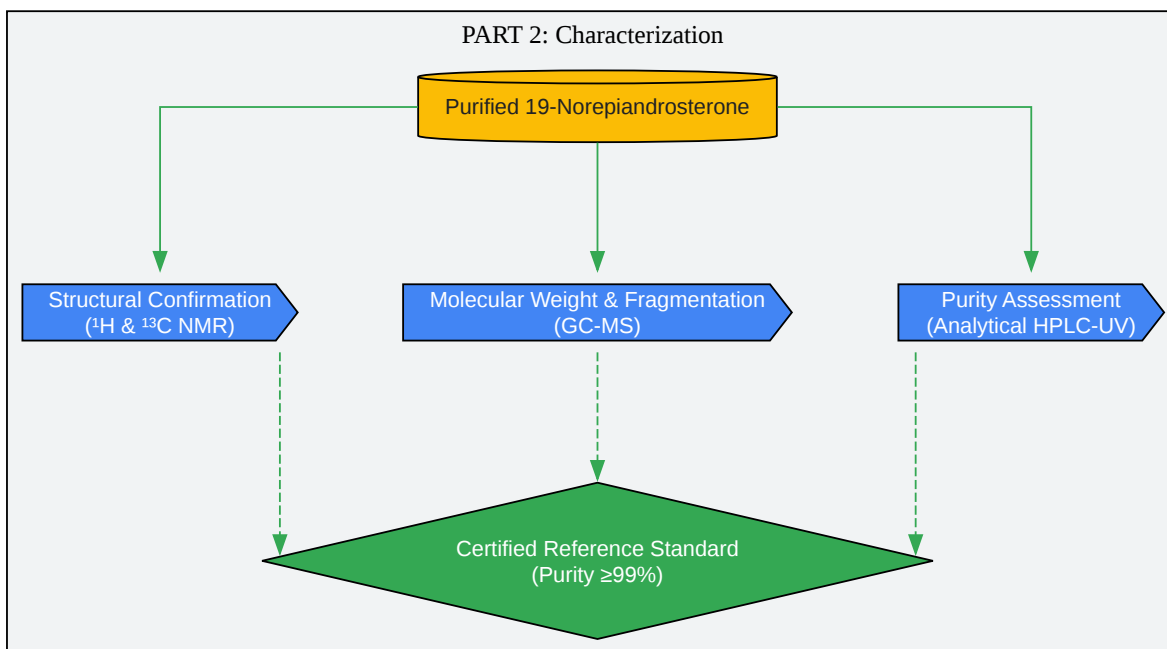 PART 2: Characterization
Purified 19-Norepiandrosterone
Structural Confirmation
(¹H & ¹³C NMR)
Molecular Weight & Fragmentation
(GC-MS)
Purity Assessment
(Analytical HPLC-UV)
Certified Reference Standard
(Purity ≥99%)